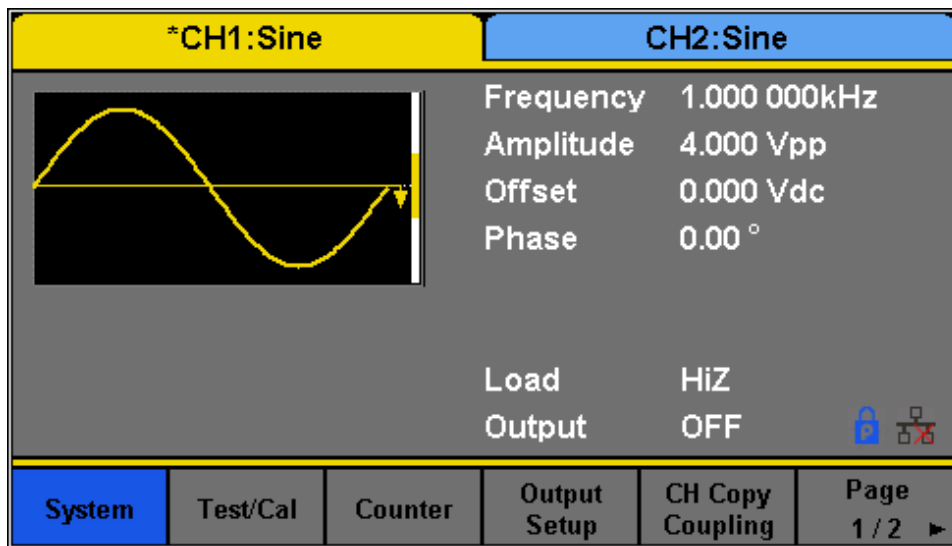 *CH1:Sine
CH2:Sine
Frequency 1.000 000kHz
Amplitude 4.000 Vpp
Offset 0.000 Vdc
Phase 0.00 °
Load HiZ
Output OFF
P
System
Test/Cal
Counter
Output
Setup
CH Copy
Coupling
Page
1/2 ►